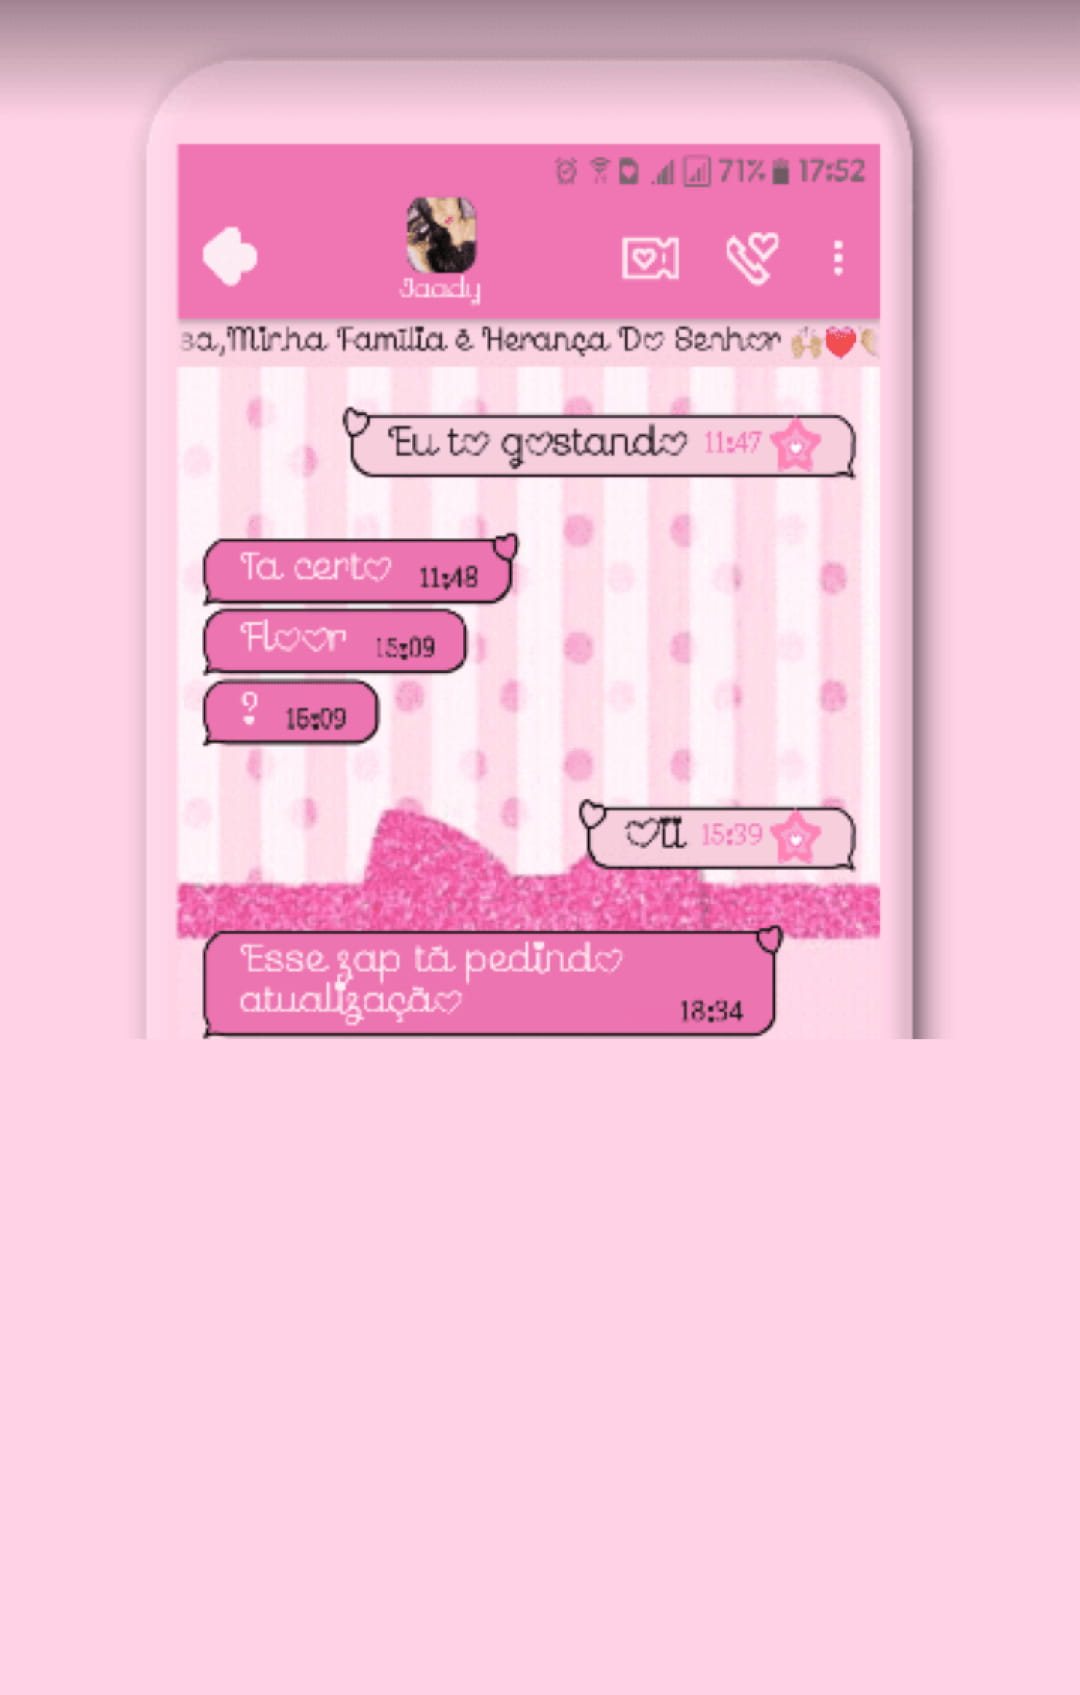 71% 17:52
Jaady
sa,Minha Família é Herança Do Senhor 🙌🏼❤
Eu to gostando 11:47
Ta certo 11:48
Floor 15:09
? 15:09
Oii 15:39
Esse zap tá pedindo
atualização 18:34